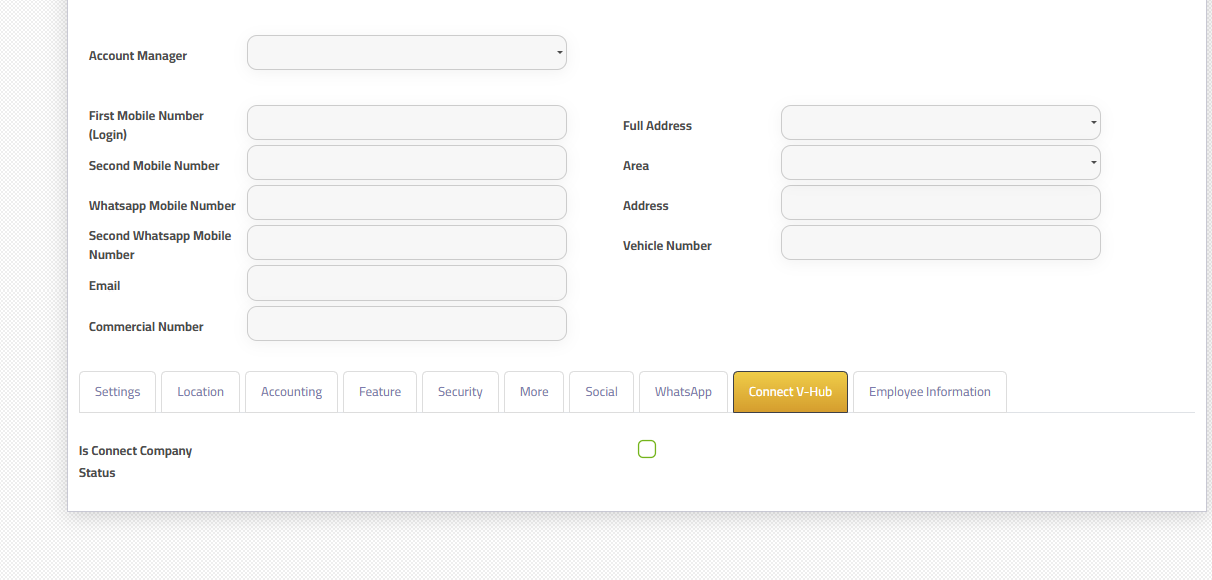 Account Manager
First Mobile Number
(Login)
Full Address
Second Mobile Number
Area
Whatsapp Mobile Number
Address
Second Whatsapp Mobile
Number
Vehicle Number
Email
Commercial Number
Settings Location Accounting Feature Security More Social WhatsApp Connect V-Hub Employee Information
Is Connect Company
Status